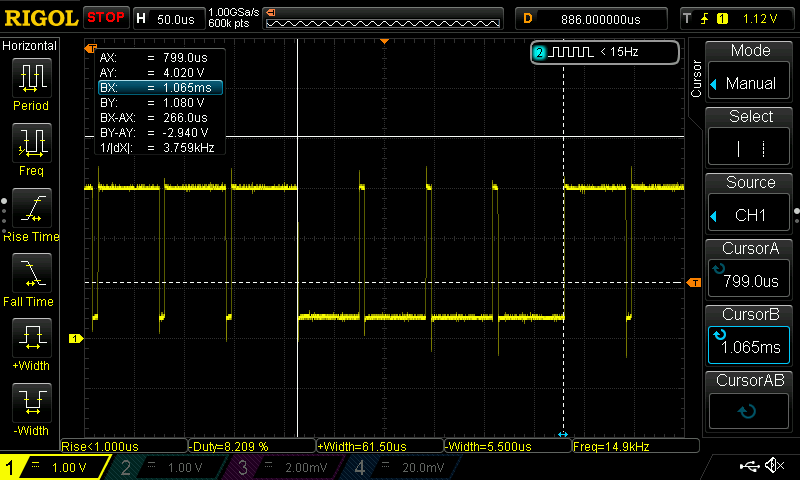 RIGOL STOP H 50.0us 1.00GSa/s 600k pts D 886.000000us T 1 1.12 V
Horizontal
Period
Freq
Rise Time
Fall Time
+Width
-Width
T
AX: = 799.0us
AY: = 4.020 V
BX: = 1.065ms
BY: = 1.080 V
BX-AX: = 266.0us
BY-AY: = -2.940 V
1/|dX|: = 3.759kHz
2 < 15Hz
T
1
Cursor
Mode
Manual
Select
Source
CH1
CursorA
799.0us
CursorB
1.065ms
CursorAB
Rise<1.000us -Duty=8.209 % +Width=61.50us -Width=5.500us Freq=14.9kHz
1 = 1.00 V 2 = 1.00 V 3 = 2.00mV 4 = 20.0mV